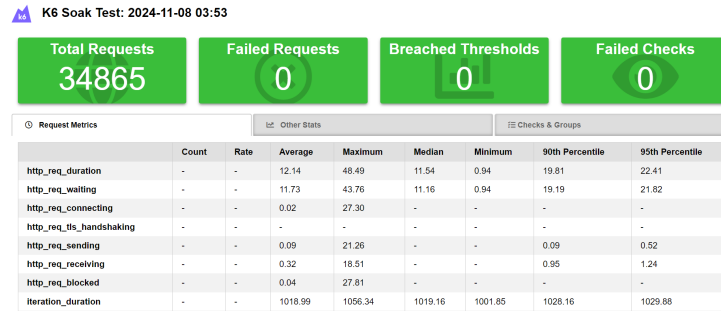 k6 K6 Soak Test: 2024-11-08 03:53
Total Requests Failed Requests Breached Thresholds Failed Checks
34865 0 0 0
Request Metrics Other Stats Checks & Groups
Count Rate Average Maximum Median Minimum 90th Percentile 95th Percentile
http_req_duration - - 12.14 48.49 11.54 0.94 19.81 22.41
http_req_waiting - - 11.73 43.76 11.16 0.94 19.19 21.82
http_req_connecting - - 0.02 27.30 - - - -
http_req_tls_handshaking - - - - - - - -
http_req_sending - - 0.09 21.26 - - 0.09 0.52
http_req_receiving - - 0.32 18.51 - - 0.95 1.24
http_req_blocked - - 0.04 27.81 - - - -
iteration_duration - - 1018.99 1056.34 1019.16 1001.85 1028.16 1029.88